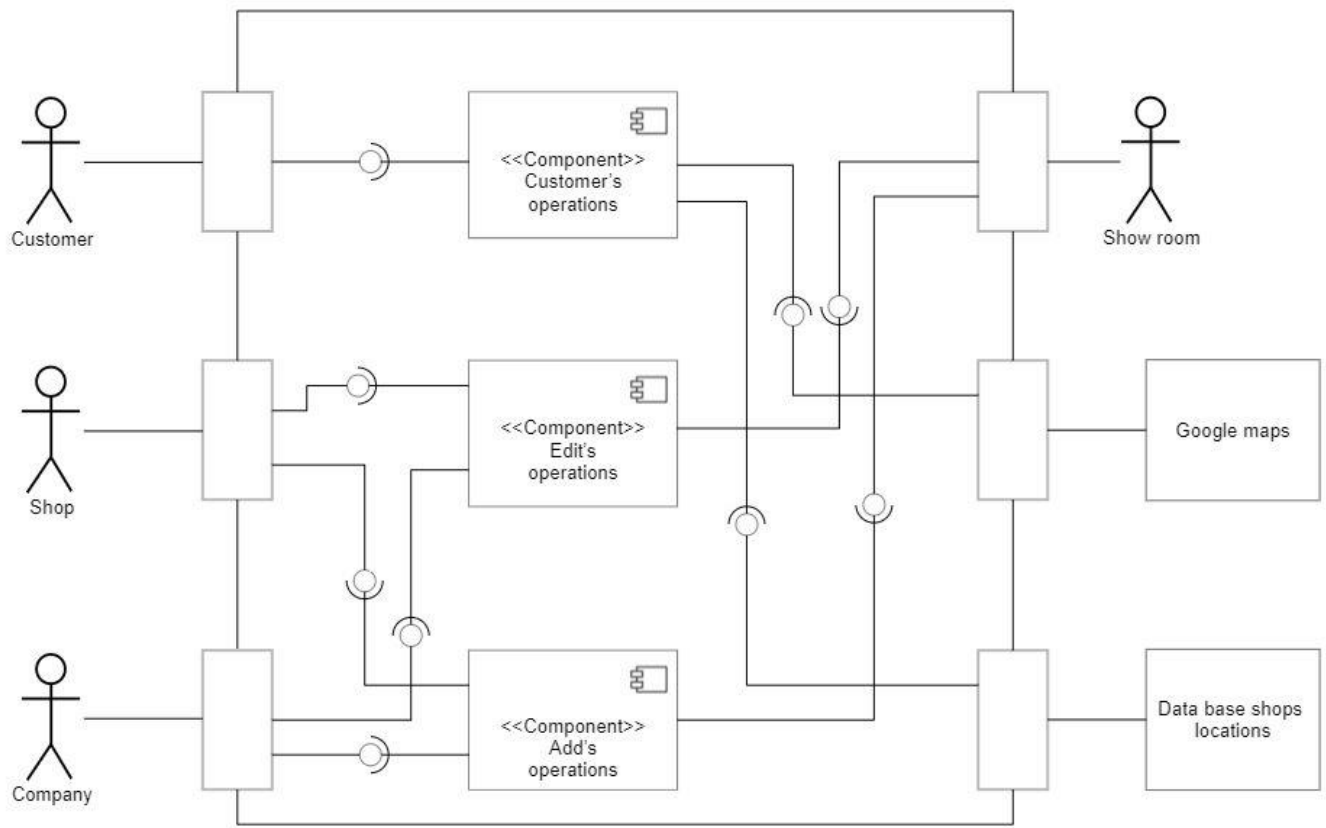 Customer
<<Component>>
Customer's
operations
Show room
Shop
<<Component>>
Edit's
operations
Google maps
Company
<<Component>>
Add's
operations
Data base shops
locations